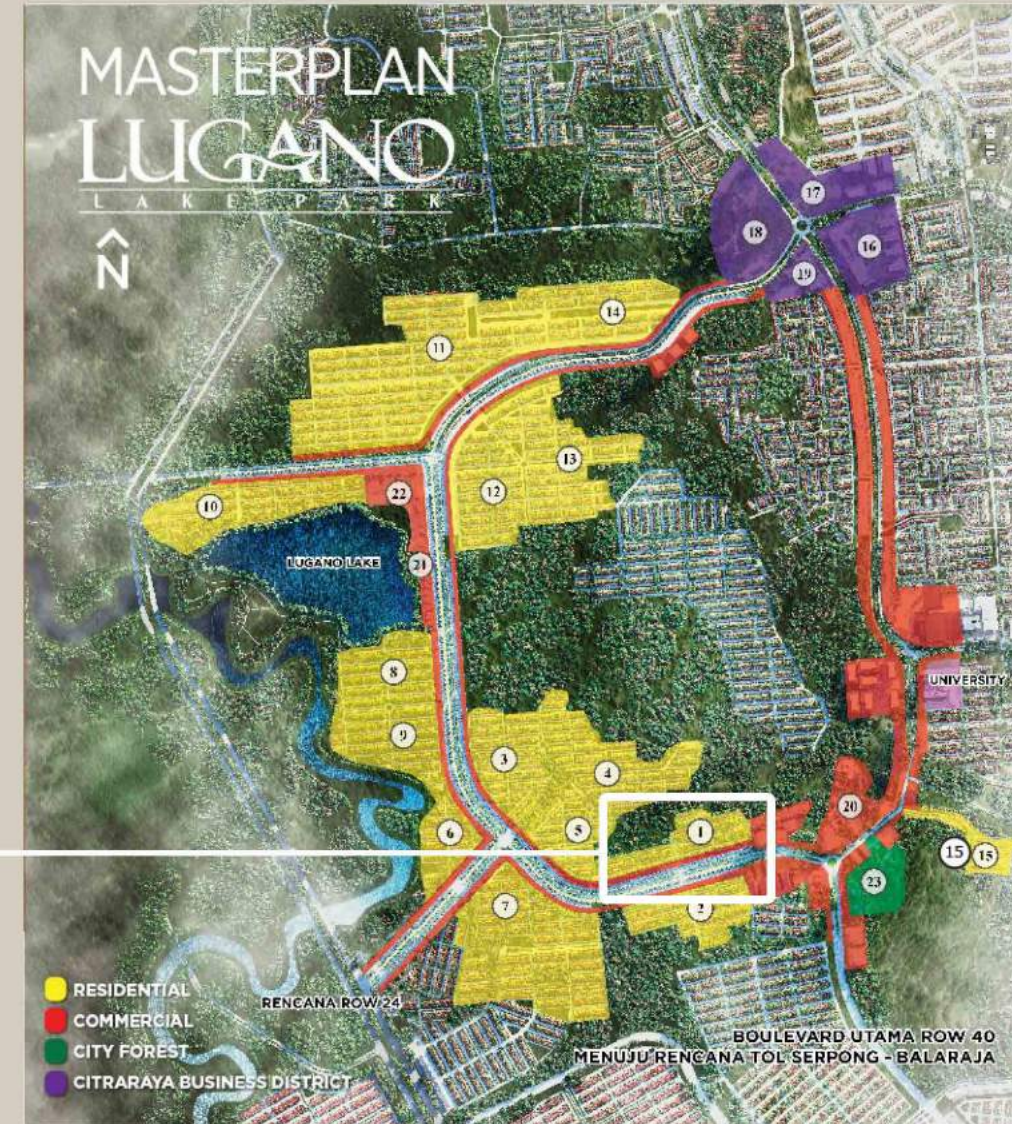 MASTERPLAN
LUGANO
LAKE PARK
N
17
18
16
19
14
11
13
12
22
10
21
LUGANO LAKE
8
UNIVERSITY
9
3
4
20
1
6
5
15
15
23
7
2
RESIDENTIAL
COMMERCIAL
CITY FOREST
CITRARAYA BUSINESS DISTRICT
RENCANA ROW 24
BOULEVARD UTAMA ROW 40
MENUJU RENCANA TOL SERPONG - BALARAJA